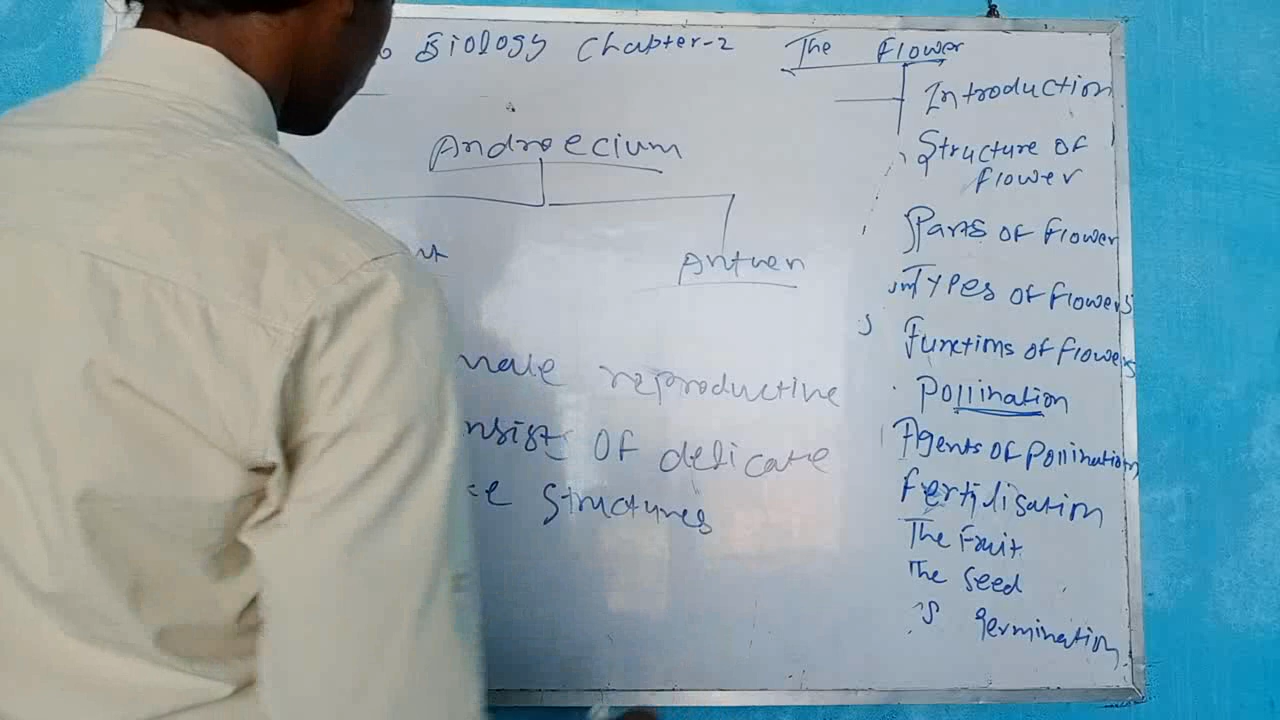 Biology Chapter-2 The Flower
Androecium
Anther
male reproductive
nsists of delicate
structures
Introduction
Structure of
flower
Parts of Flower
Types of flowers
Functions of flowers
Pollination
Agents of pollination
Fertilisation
The Fruit
The Seed
Germination